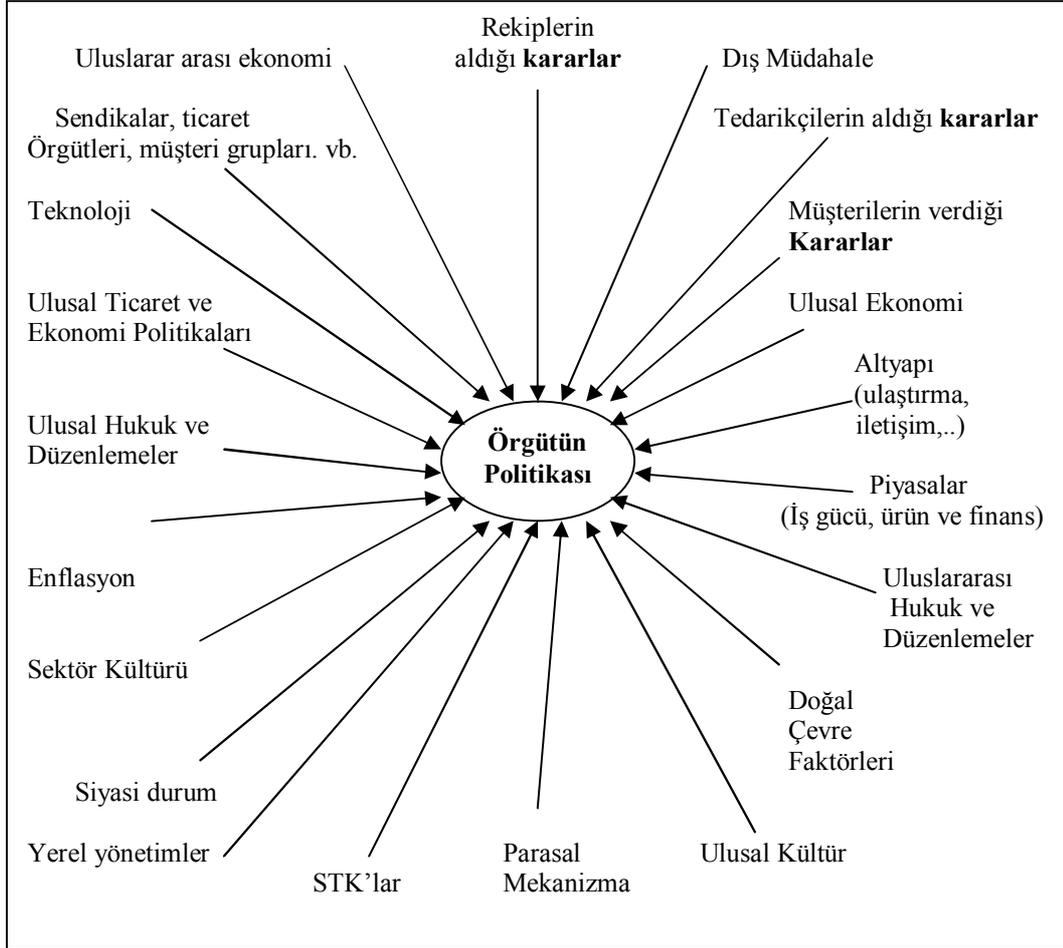 Rekiplerin
aldığı kararlar
Uluslarar arası ekonomi
Dış Müdahale
Sendikalar, ticaret
Örgütleri, müşteri grupları. vb.
Tedarikçilerin aldığı kararlar
Teknoloji
Müşterilerin verdiği
Kararlar
Ulusal Ticaret ve
Ekonomi Politikaları
Ulusal Ekonomi
Altyapı
(ulaştırma,
iletişim,..)
Ulusal Hukuk ve
Düzenlemeler
Örgütün
Politikası
Piyasalar
(İş gücü, ürün ve finans)
Enflasyon
Uluslararası
Hukuk ve
Düzenlemeler
Sektör Kültürü
Doğal
Çevre
Faktörleri
Siyasi durum
Yerel yönetimler
STK’lar
Parasal
Mekanizma
Ulusal Kültür